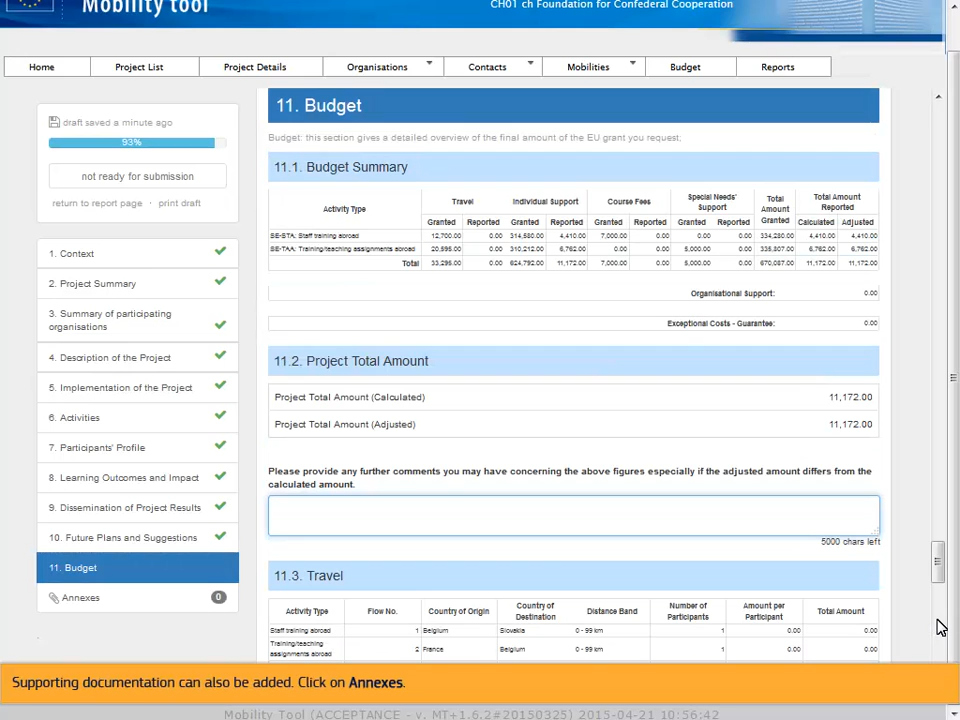 Mobility tool
CH01 ch Foundation for Confederal Cooperation
Home Project List Project Details Organisations Contacts Mobilities Budget Reports
draft saved a minute ago
93%
not ready for submission
return to report page · print draft
1. Context
2. Project Summary
3. Summary of participating
organisations
4. Description of the Project
5. Implementation of the Project
6. Activities
7. Participants' Profile
8. Learning Outcomes and Impact
9. Dissemination of Project Results
10. Future Plans and Suggestions
11. Budget
Annexes 0
11. Budget
Budget: this section gives a detailed overview of the final amount of the EU grant you request;
11.1. Budget Summary
Activity Type Travel Individual Support Course Fees Special Needs' Support Total Amount Granted Total Amount Reported
Granted Reported Granted Reported Granted Reported Granted Reported Calculated Adjusted
SE-STA: Staff training abroad 12,700.00 0.00 314,580.00 4,410.00 7,000.00 0.00 0.00 0.00 334,280.00 4,410.00 4,410.00
SE-TAA: Training/teaching assignments abroad 20,595.00 0.00 310,212.00 6,762.00 0.00 0.00 5,000.00 0.00 335,807.00 6,762.00 6,762.00
Total 33,295.00 0.00 624,792.00 11,172.00 7,000.00 0.00 5,000.00 0.00 670,087.00 11,172.00 11,172.00
Organisational Support: 0.00
Exceptional Costs - Guarantee: 0.00
11.2. Project Total Amount
Project Total Amount (Calculated) 11,172.00
Project Total Amount (Adjusted) 11,172.00
Please provide any further comments you may have concerning the above figures especially if the adjusted amount differs from the
calculated amount.
5000 chars left
11.3. Travel
Activity Type Flow No. Country of Origin Country of Destination Distance Band Number of Participants Amount per Participant Total Amount
Staff training abroad 1 Belgium Slovakia 0 - 99 km 1 0.00 0.00
Training/teaching assignments abroad 2 France Belgium 0 - 99 km 1 0.00 0.00
Supporting documentation can also be added. Click on Annexes.
Mobility Tool (ACCEPTANCE - v. MT+1.6.2#20150325) 2015-04-21 10:56:42